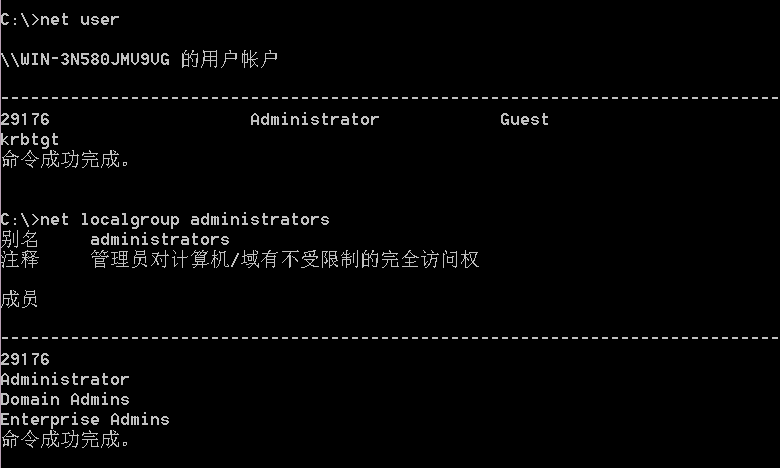 C:\>net user
\\WIN-3N580JMV9VG 的用户帐户
-------------------------------------------------------------------------------
29176                    Administrator            Guest
krbtgt
命令成功完成。
C:\>net localgroup administrators
别名     administrators
注释     管理员对计算机/域有不受限制的完全访问权
成员
-------------------------------------------------------------------------------
29176
Administrator
Domain Admins
Enterprise Admins
命令成功完成。